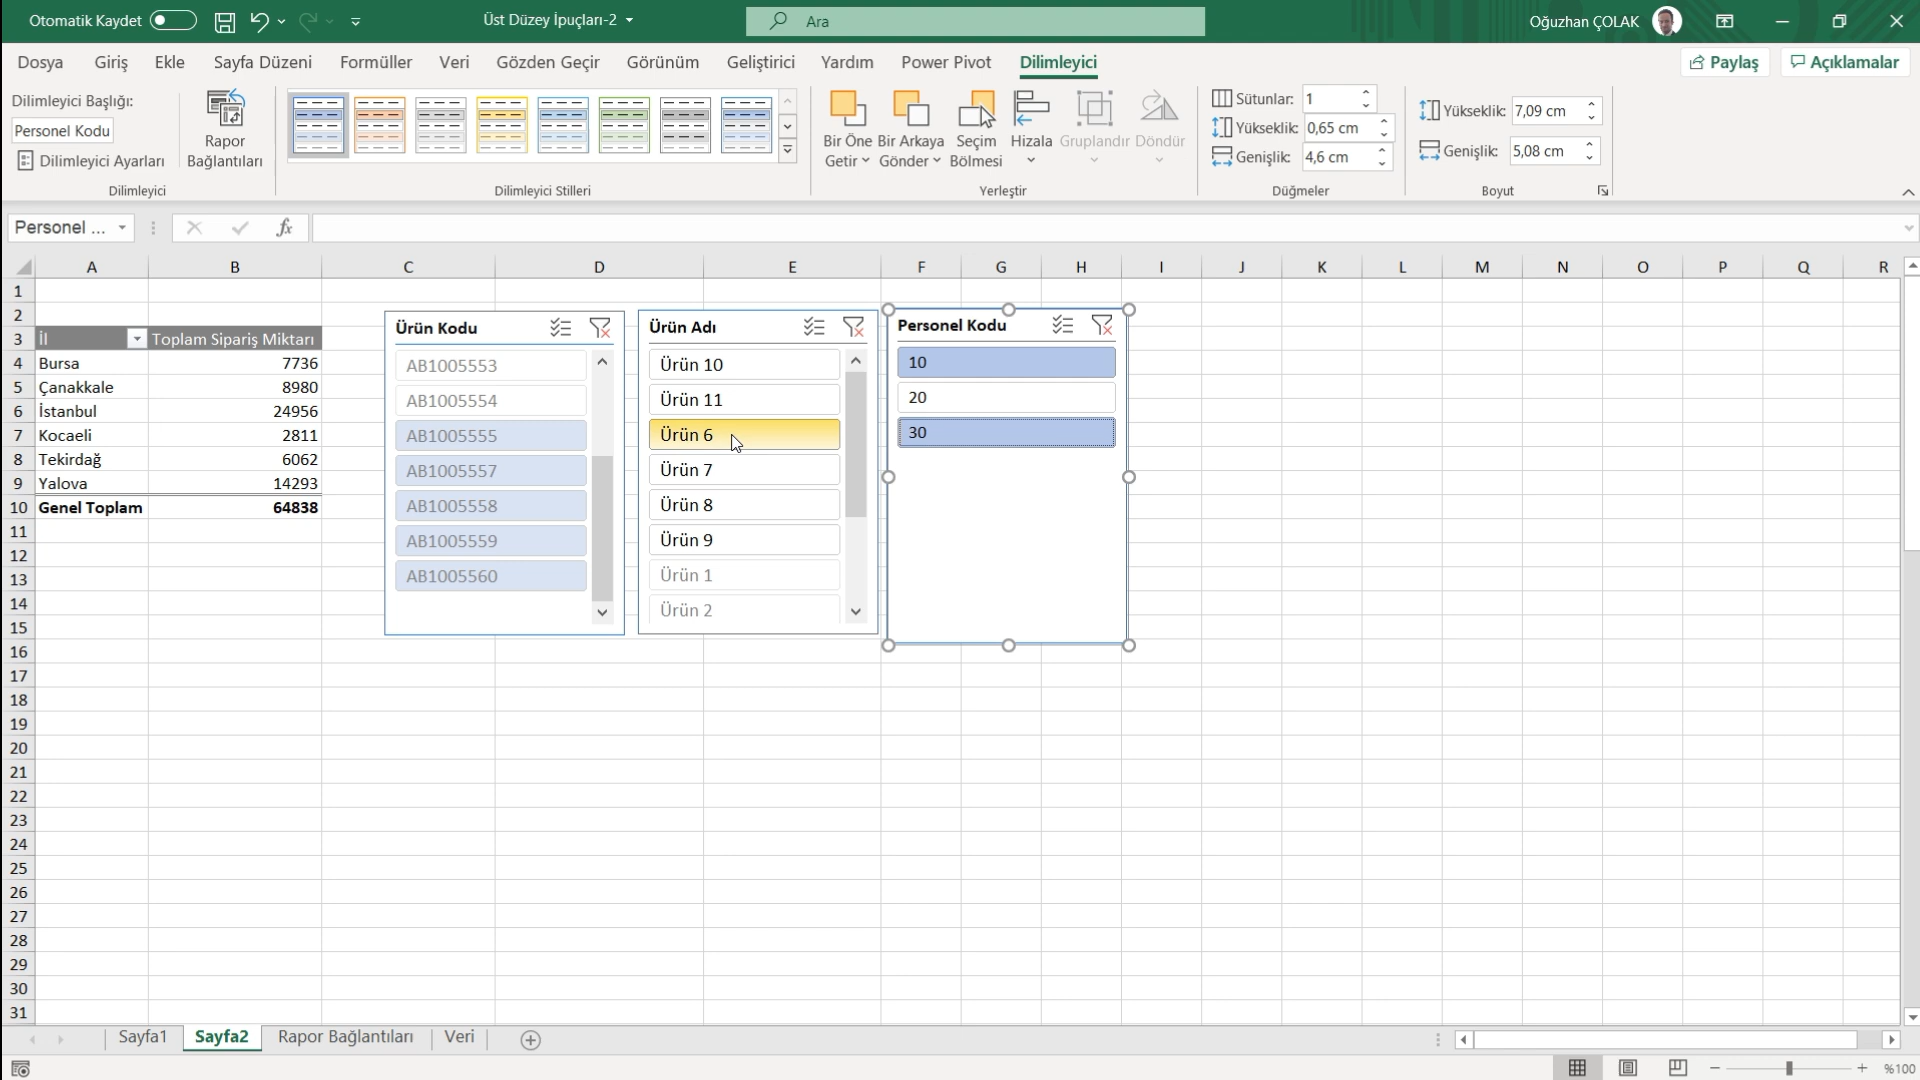 Otomatik Kaydet
Üst Düzey İpuçları-2
Ara
Oğuzhan ÇOLAK
Dosya
Giriş
Ekle
Sayfa Düzeni
Formüller
Veri
Gözden Geçir
Görünüm
Geliştirici
Yardım
Power Pivot
Dilimleyici
Paylaş
Açıklamalar
Dilimleyici Başlığı:
Personel Kodu
Dilimleyici Ayarları
Rapor
Bağlantıları
Dilimleyici
Dilimleyici Stilleri
Bir Öne
Getir
Bir Arkaya
Gönder
Seçim
Bölmesi
Hizala
Gruplandır
Döndür
Yerleştir
Sütunlar: 1
Yükseklik: 0,65 cm
Genişlik: 4,6 cm
Düğmeler
Yükseklik: 7,09 cm
Genişlik: 5,08 cm
Boyut
Personel ...
fx
A B C D E F G H I J K L M N O P Q R
1
2
3 İl Toplam Sipariş Miktarı
4 Bursa 7736
5 Çanakkale 8980
6 İstanbul 24956
7 Kocaeli 2811
8 Tekirdağ 6062
9 Yalova 14293
10 Genel Toplam 64838
11
12
13
14
15
16
17
18
19
20
21
22
23
24
25
26
27
28
29
30
31
Ürün Kodu
AB1005553
AB1005554
AB1005555
AB1005557
AB1005558
AB1005559
AB1005560
Ürün Adı
Ürün 10
Ürün 11
Ürün 6
Ürün 7
Ürün 8
Ürün 9
Ürün 1
Ürün 2
Personel Kodu
10
20
30
Sayfa1
Sayfa2
Rapor Bağlantıları
Veri
%100